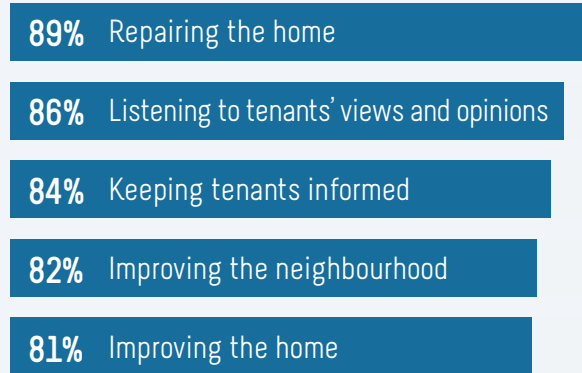 89% Repairing the home
86% Listening to tenants’ views and opinions
84% Keeping tenants informed
82% Improving the neighbourhood
81% Improving the home